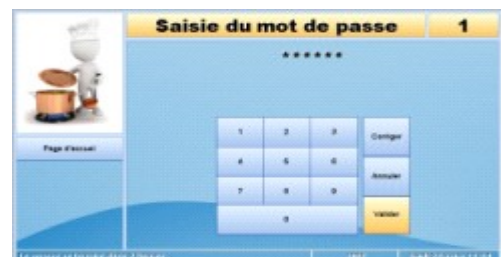 Saisie du mot de passe 1
******
1 2 3 Corriger
Page d'accueil
4 5 6
Annuler
7 8 9
Valider
0